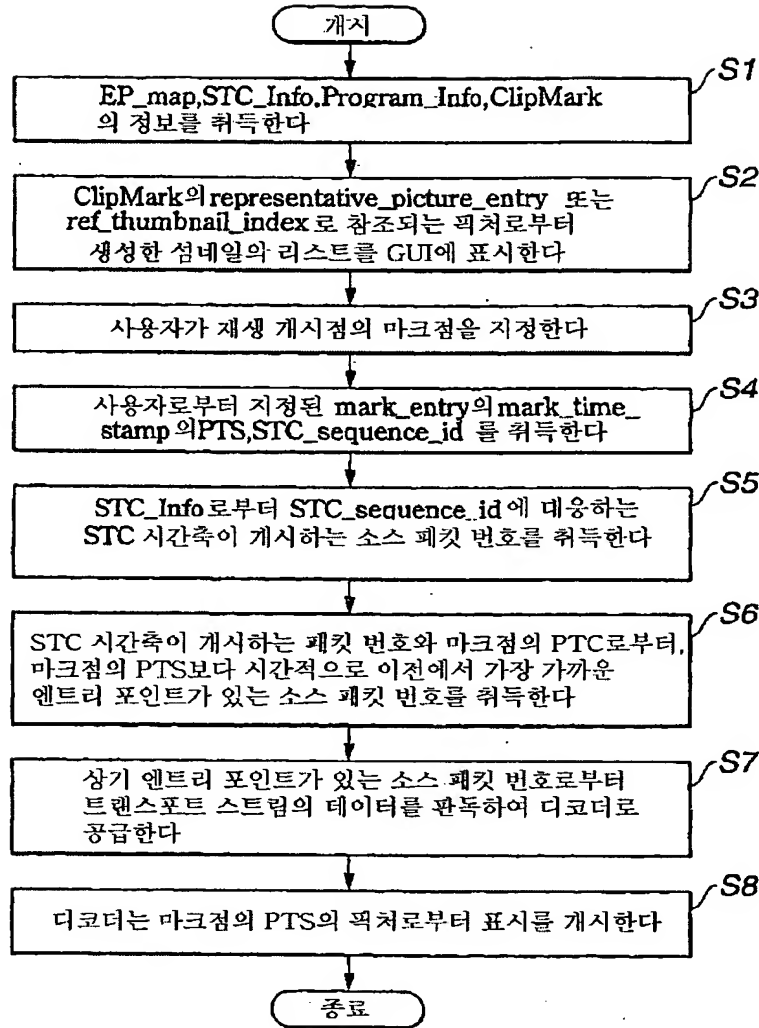 개시
S1
EP_map,STC_Info,Program_Info,ClipMark
의 정보를 취득한다
S2
ClipMark의 representative_picture_entry 또는
ref_thumbnail_index로 참조되는 픽처로부터
생성한 섬네일의 리스트를 GUI에 표시한다
S3
사용자가 재생 개시점의 마크점을 지정한다
S4
사용자로부터 지정된 mark_entry의 mark_time_
stamp의PTS,STC_sequence_id 를 취득한다
S5
STC_Info로부터 STC_sequence_id에 대응하는
STC 시간축이 개시하는 소스 패킷 번호를 취득한다
S6
STC 시간축이 개시하는 패킷 번호와 마크점의 PTC로부터,
마크점의 PTS보다 시간적으로 이전에서 가장 가까운
엔트리 포인트가 있는 소스 패킷 번호를 취득한다
S7
상기 엔트리 포인트가 있는 소스 패킷 번호로부터
트랜스포트 스트림의 데이터를 판독하여 디코더로
공급한다
S8
디코더는 마크점의 PTS의 픽처로부터 표시를 개시한다
종료